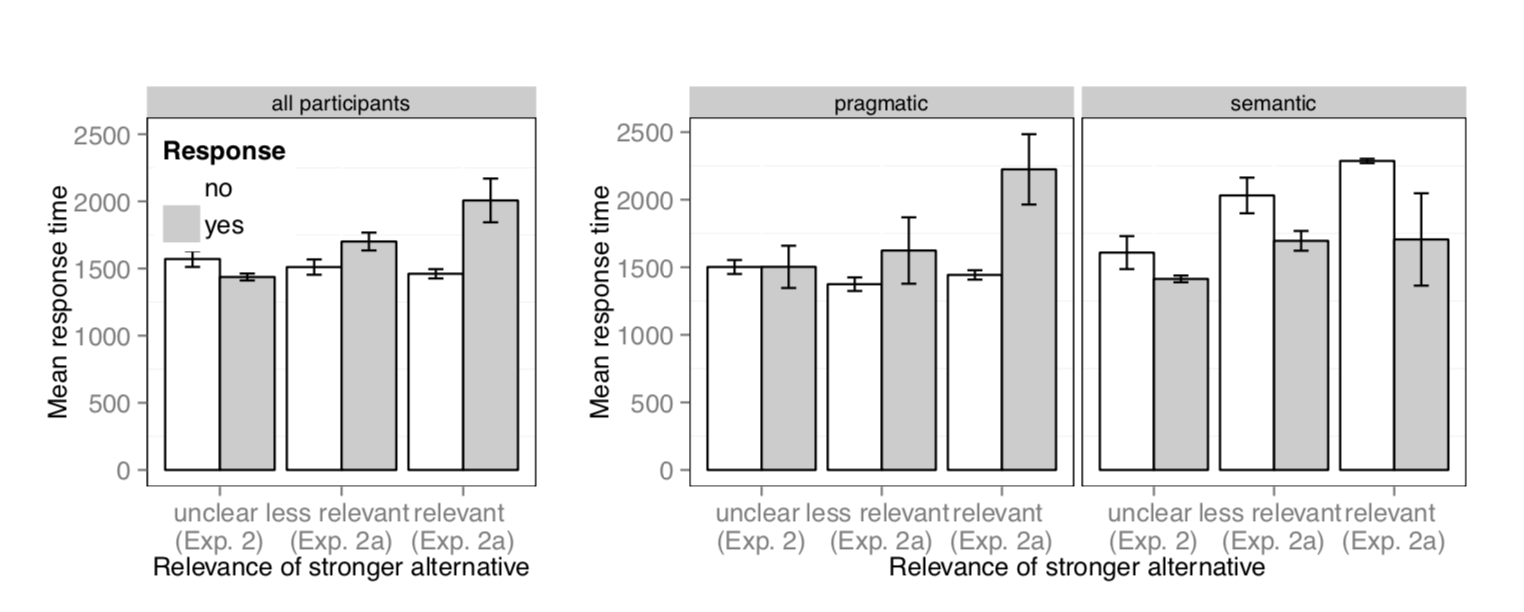 all participants
Mean response time
2500
2000
1500
1000
500
0
Response
no
yes
unclear less relevant relevant
(Exp. 2) (Exp. 2a) (Exp. 2a)
Relevance of stronger alternative
pragmatic
semantic
Mean response time
2500
2000
1500
1000
500
0
unclear less relevant relevant
(Exp. 2) (Exp. 2a) (Exp. 2a)
unclear less relevant relevant
(Exp. 2) (Exp. 2a) (Exp. 2a)
Relevance of stronger alternative